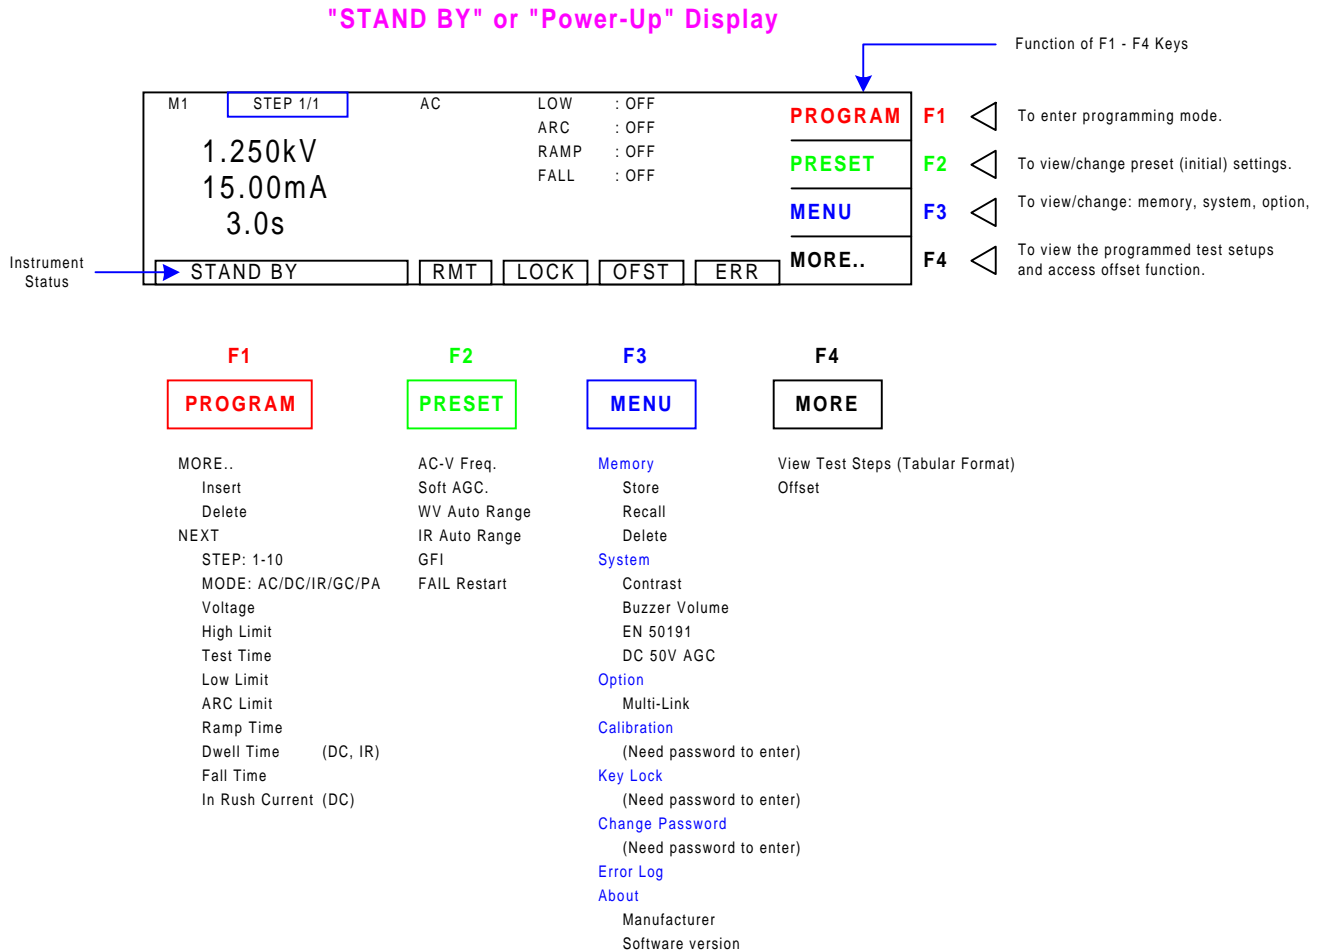 "STAND BY" or "Power-Up" Display
Function of F1 - F4 Keys
M1 STEP 1/1 AC LOW : OFF
ARC : OFF
RAMP : OFF
FALL : OFF
1.250kV
15.00mA
3.0s
PROGRAM F1 To enter programming mode.
PRESET F2 To view/change preset (initial) settings.
MENU F3 To view/change: memory, system, option,
MORE.. F4 To view the programmed test setups
and access offset function.
Instrument
Status
STAND BY RMT LOCK OFST ERR
F1
PROGRAM
MORE..
Insert
Delete
NEXT
STEP: 1-10
MODE: AC/DC/IR/GC/PA
Voltage
High Limit
Test Time
Low Limit
ARC Limit
Ramp Time
Dwell Time (DC, IR)
Fall Time
In Rush Current (DC)
F2
PRESET
AC-V Freq.
Soft AGC.
WV Auto Range
IR Auto Range
GFI
FAIL Restart
F3
MENU
Memory
Store
Recall
Delete
System
Contrast
Buzzer Volume
EN 50191
DC 50V AGC
Option
Multi-Link
Calibration
(Need password to enter)
Key Lock
(Need password to enter)
Change Password
(Need password to enter)
Error Log
About
Manufacturer
Software version
F4
MORE
View Test Steps (Tabular Format)
Offset